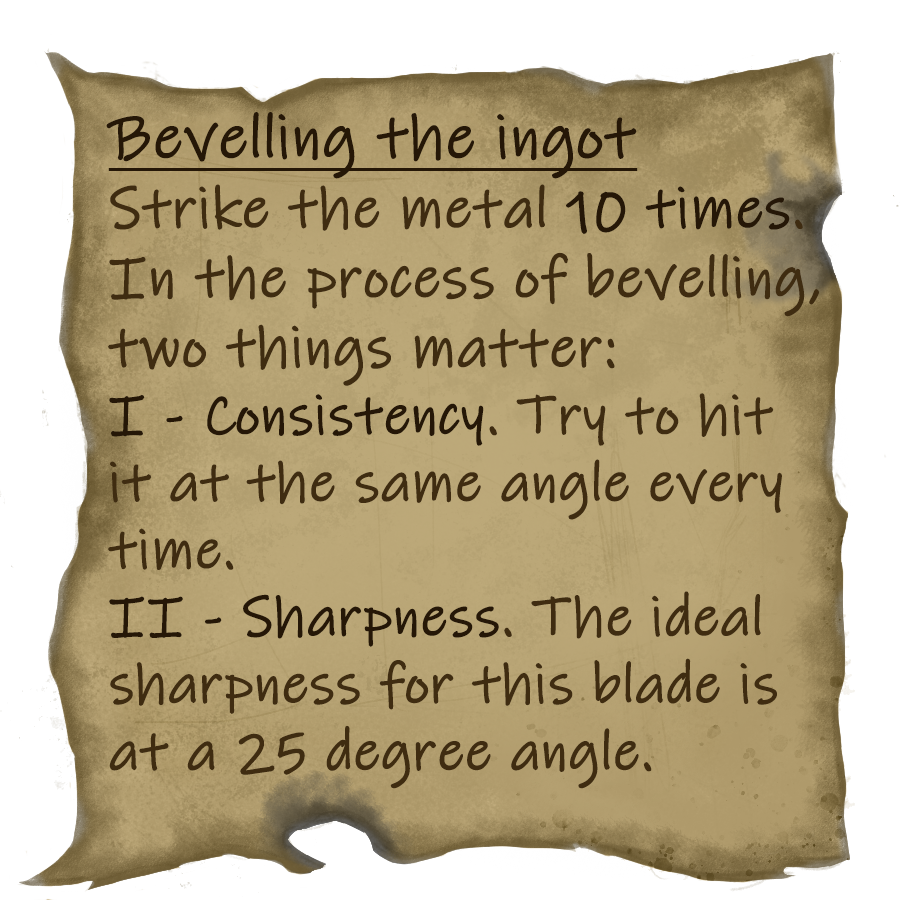 Bevelling the ingot
Strike the metal 10 times.
In the process of bevelling,
two things matter:
I - Consistency. Try to hit
it at the same angle every
time.
II - Sharpness. The ideal
sharpness for this blade is
at a 25 degree angle.